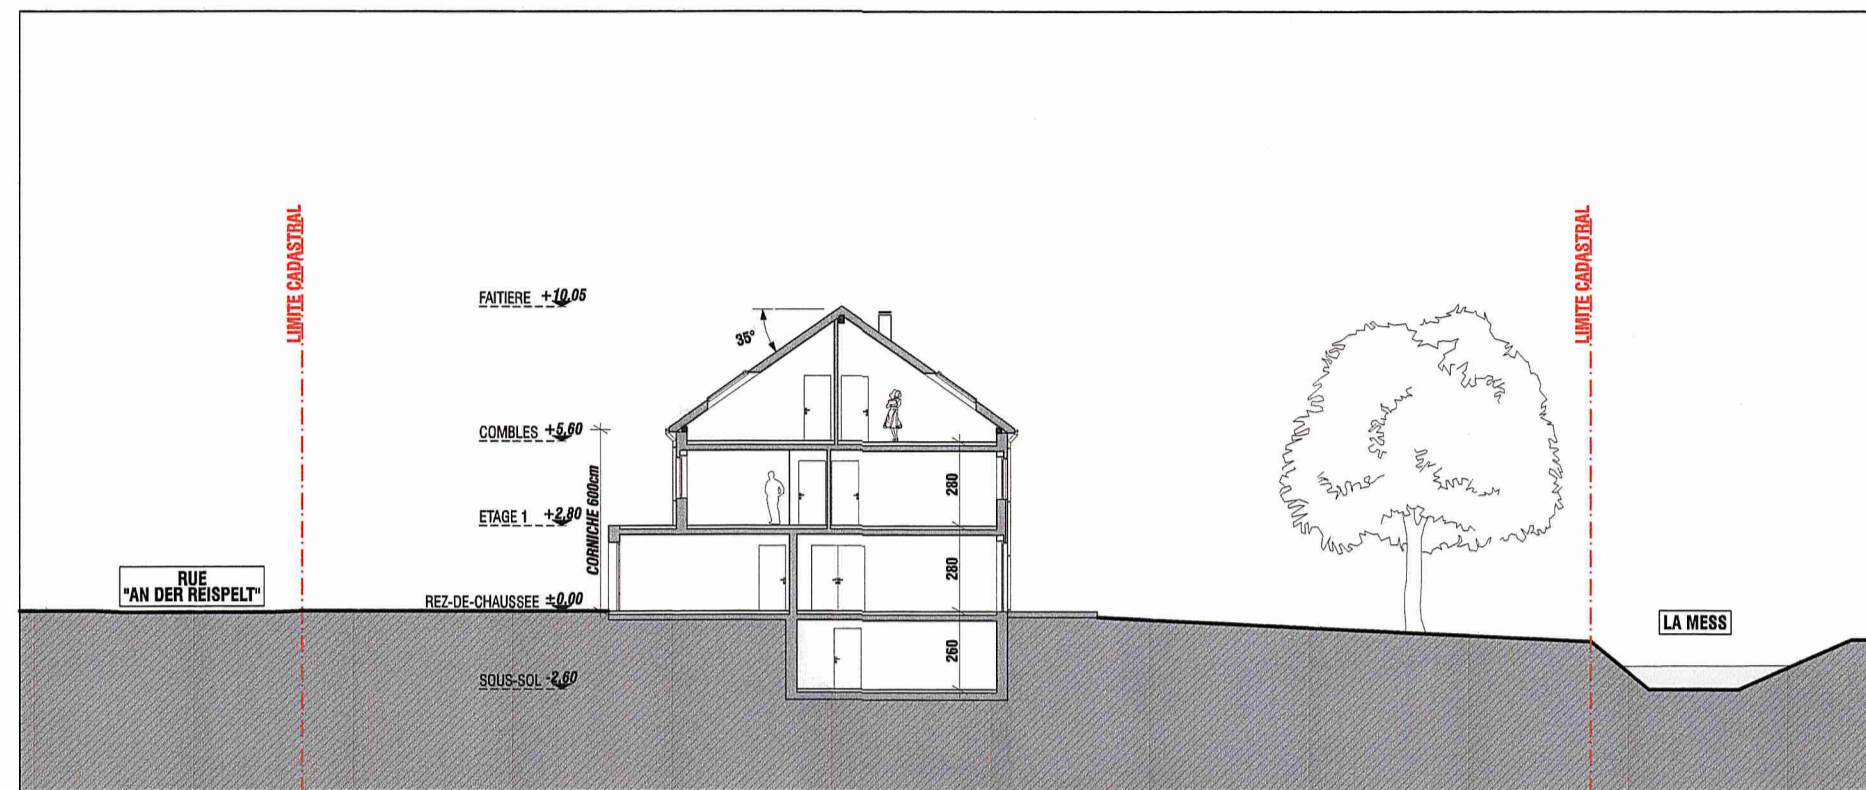 LIMITE CADASTRAL
LIMITE CADASTRAL
FAITIERE +10,05
35°
COMBLES +5,60
CORNICHE 600cm
280
ETAGE 1 +2,80
280
RUE
"AN DER REISPELT"
REZ-DE-CHAUSSEE ±0,00
LA MESS
260
SOUS-SOL -2,60